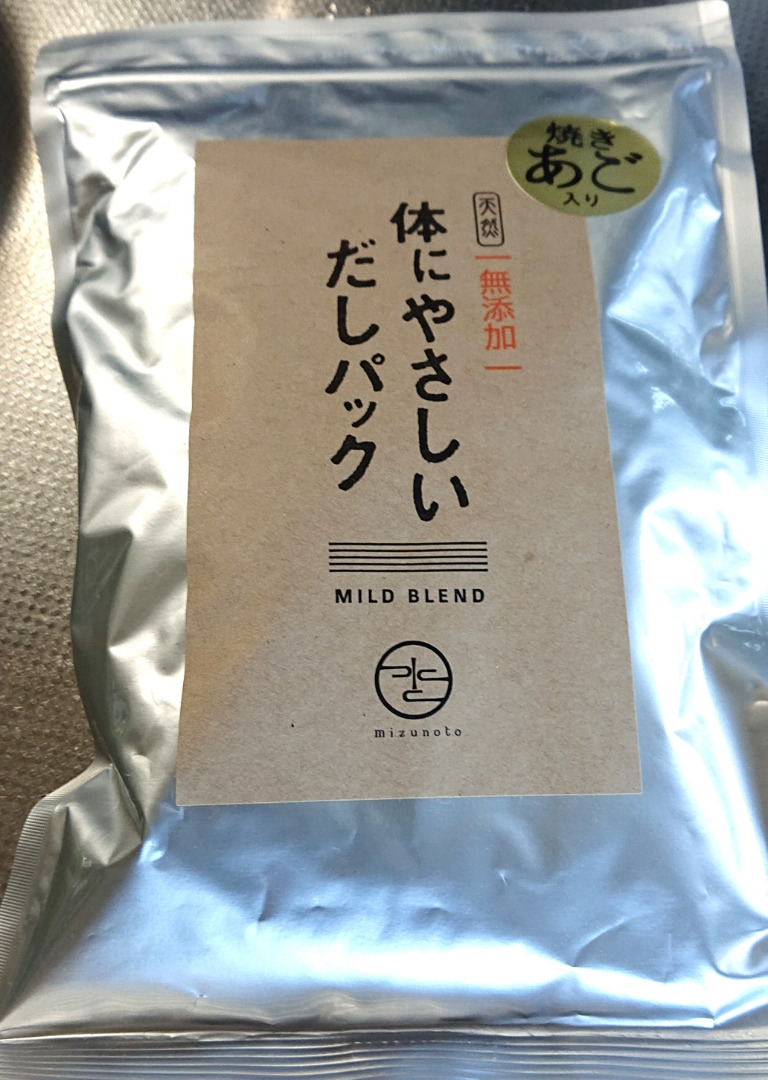 焼き
あご
入り
天然
無添加
体にやさしい
だしパック
MILD BLEND
mizunoto